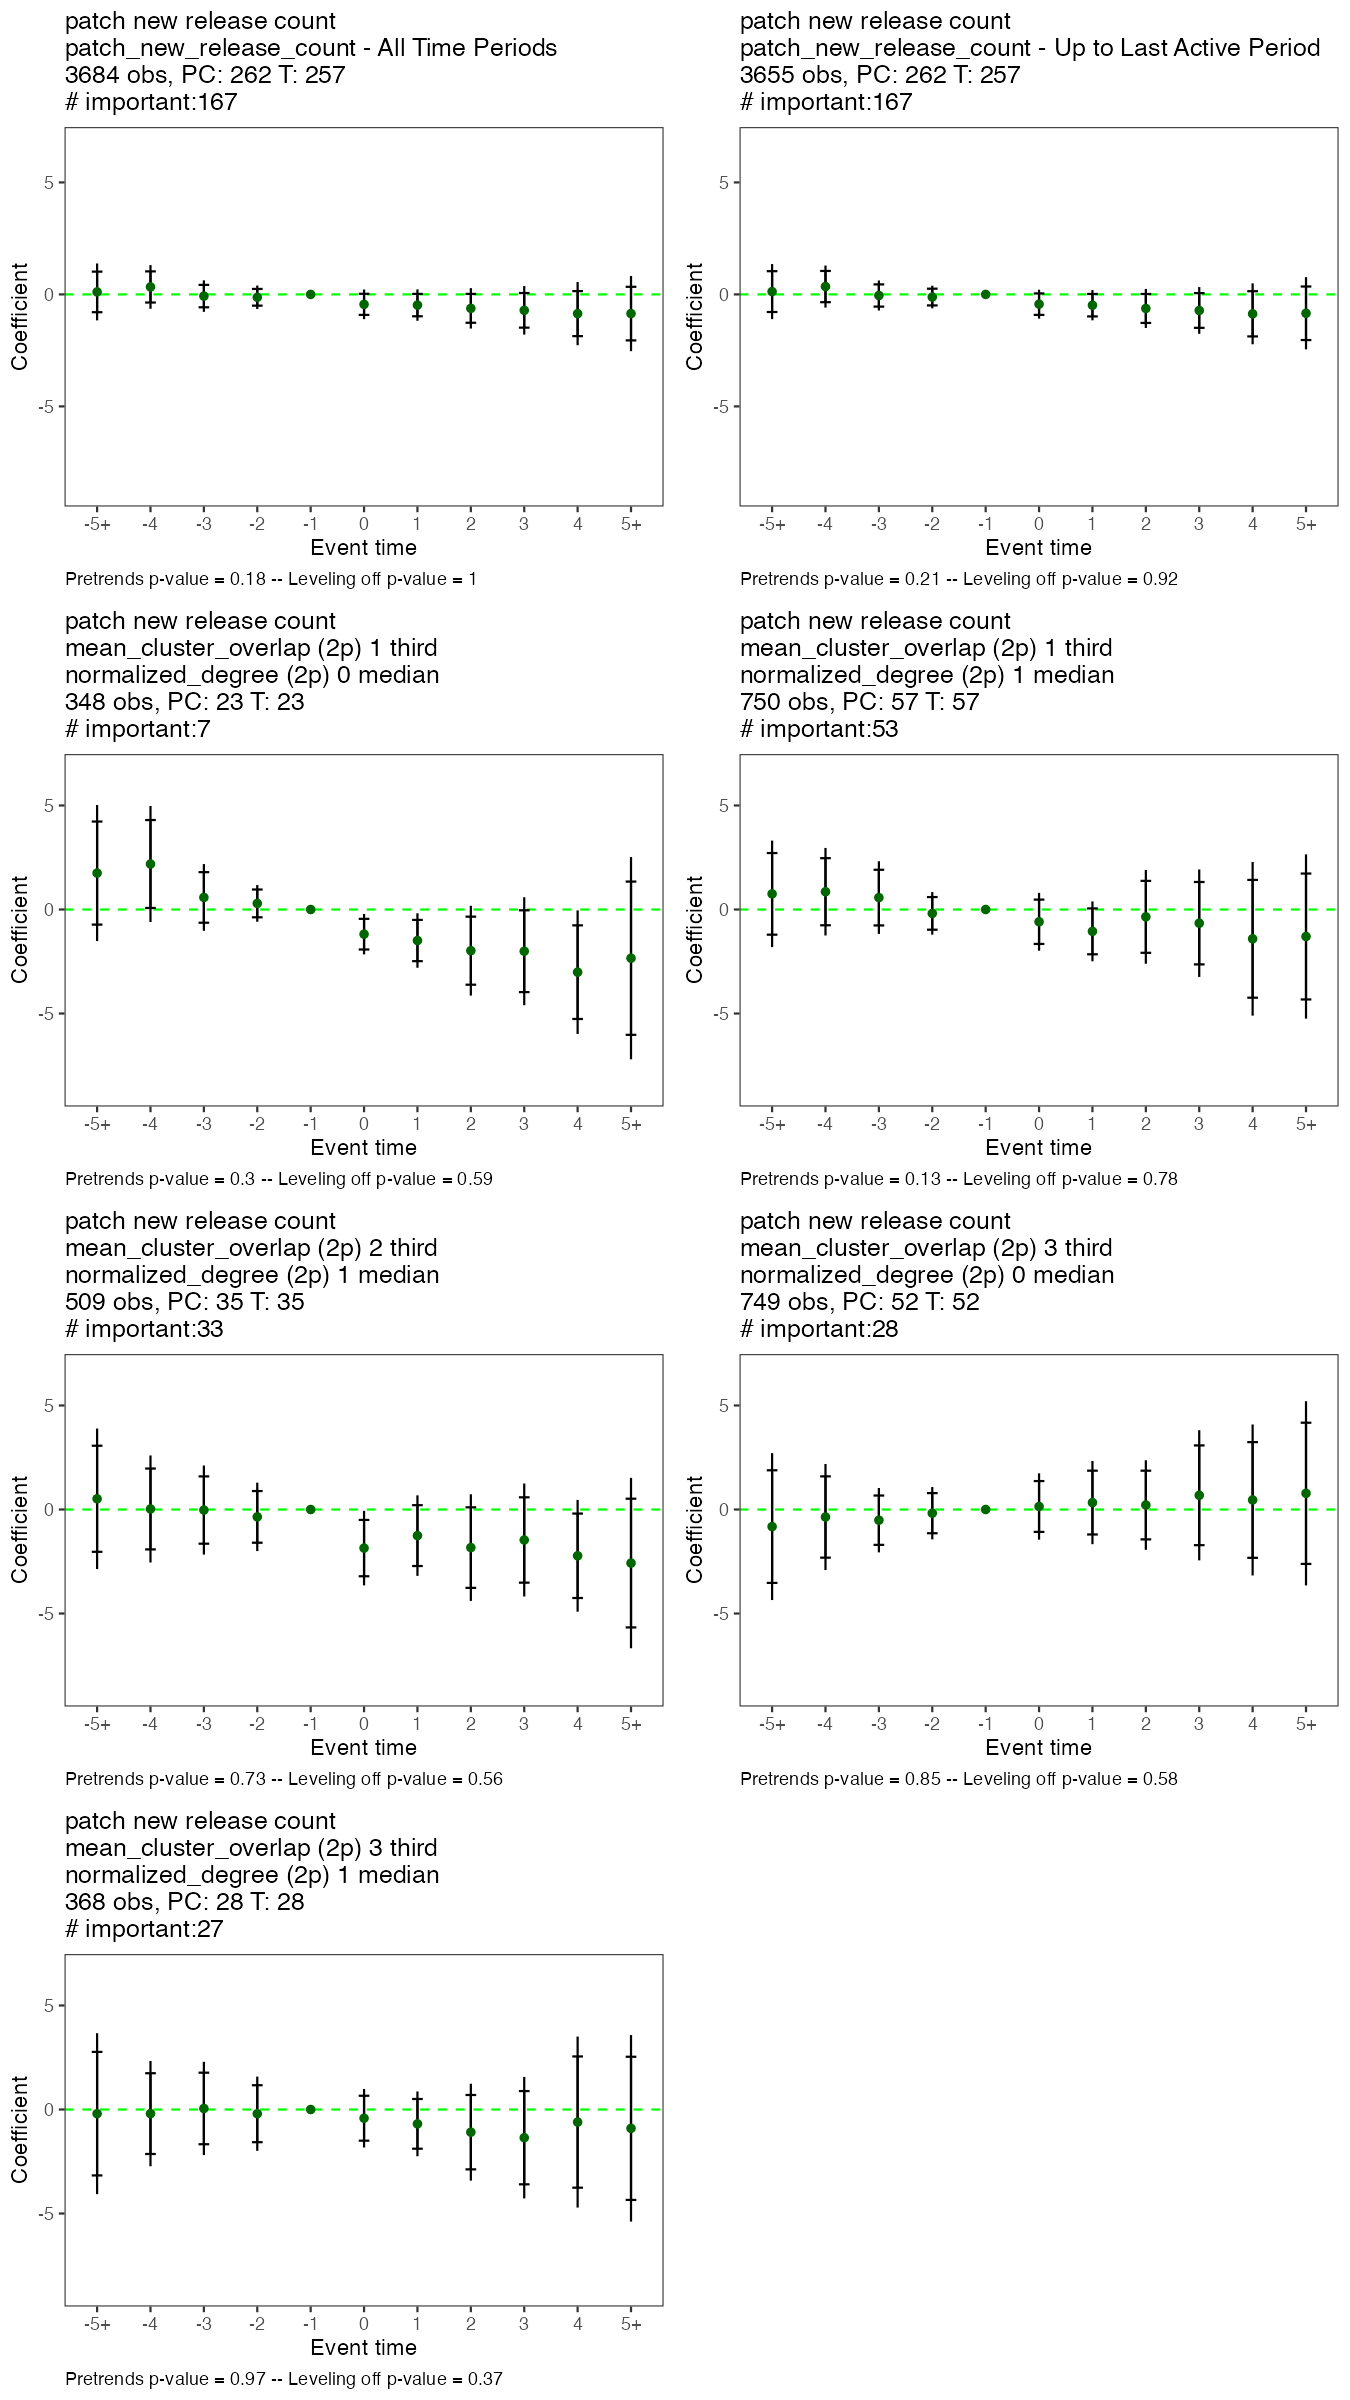 patch new release count
patch_new_release_count - All Time Periods
3684 obs, PC: 262 T: 257
# important:167
5
0
-5
Coefficient
-5+ -4 -3 -2 -1 0 1 2 3 4 5+
Event time
Pretrends p-value = 0.18 -- Leveling off p-value = 1
patch new release count
patch_new_release_count - Up to Last Active Period
3655 obs, PC: 262 T: 257
# important:167
5
0
-5
Coefficient
-5+ -4 -3 -2 -1 0 1 2 3 4 5+
Event time
Pretrends p-value = 0.21 -- Leveling off p-value = 0.92
patch new release count
mean_cluster_overlap (2p) 1 third
normalized_degree (2p) 0 median
348 obs, PC: 23 T: 23
# important:7
5
0
-5
Coefficient
-5+ -4 -3 -2 -1 0 1 2 3 4 5+
Event time
Pretrends p-value = 0.3 -- Leveling off p-value = 0.59
patch new release count
mean_cluster_overlap (2p) 1 third
normalized_degree (2p) 1 median
750 obs, PC: 57 T: 57
# important:53
5
0
-5
Coefficient
-5+ -4 -3 -2 -1 0 1 2 3 4 5+
Event time
Pretrends p-value = 0.13 -- Leveling off p-value = 0.78
patch new release count
mean_cluster_overlap (2p) 2 third
normalized_degree (2p) 1 median
509 obs, PC: 35 T: 35
# important:33
5
0
-5
Coefficient
-5+ -4 -3 -2 -1 0 1 2 3 4 5+
Event time
Pretrends p-value = 0.73 -- Leveling off p-value = 0.56
patch new release count
mean_cluster_overlap (2p) 3 third
normalized_degree (2p) 0 median
749 obs, PC: 52 T: 52
# important:28
5
0
-5
Coefficient
-5+ -4 -3 -2 -1 0 1 2 3 4 5+
Event time
Pretrends p-value = 0.85 -- Leveling off p-value = 0.58
patch new release count
mean_cluster_overlap (2p) 3 third
normalized_degree (2p) 1 median
368 obs, PC: 28 T: 28
# important:27
5
0
-5
Coefficient
-5+ -4 -3 -2 -1 0 1 2 3 4 5+
Event time
Pretrends p-value = 0.97 -- Leveling off p-value = 0.37